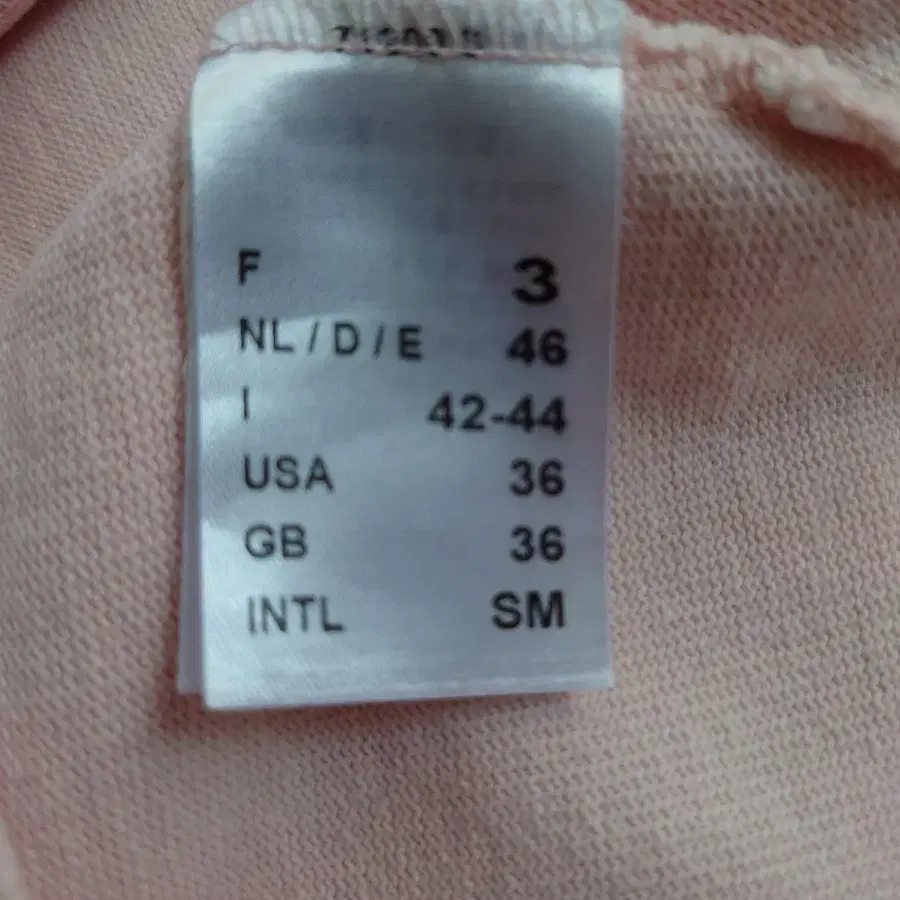 F 3
NL / D / E 46
I 42-44
USA 36
GB 36
INTL SM